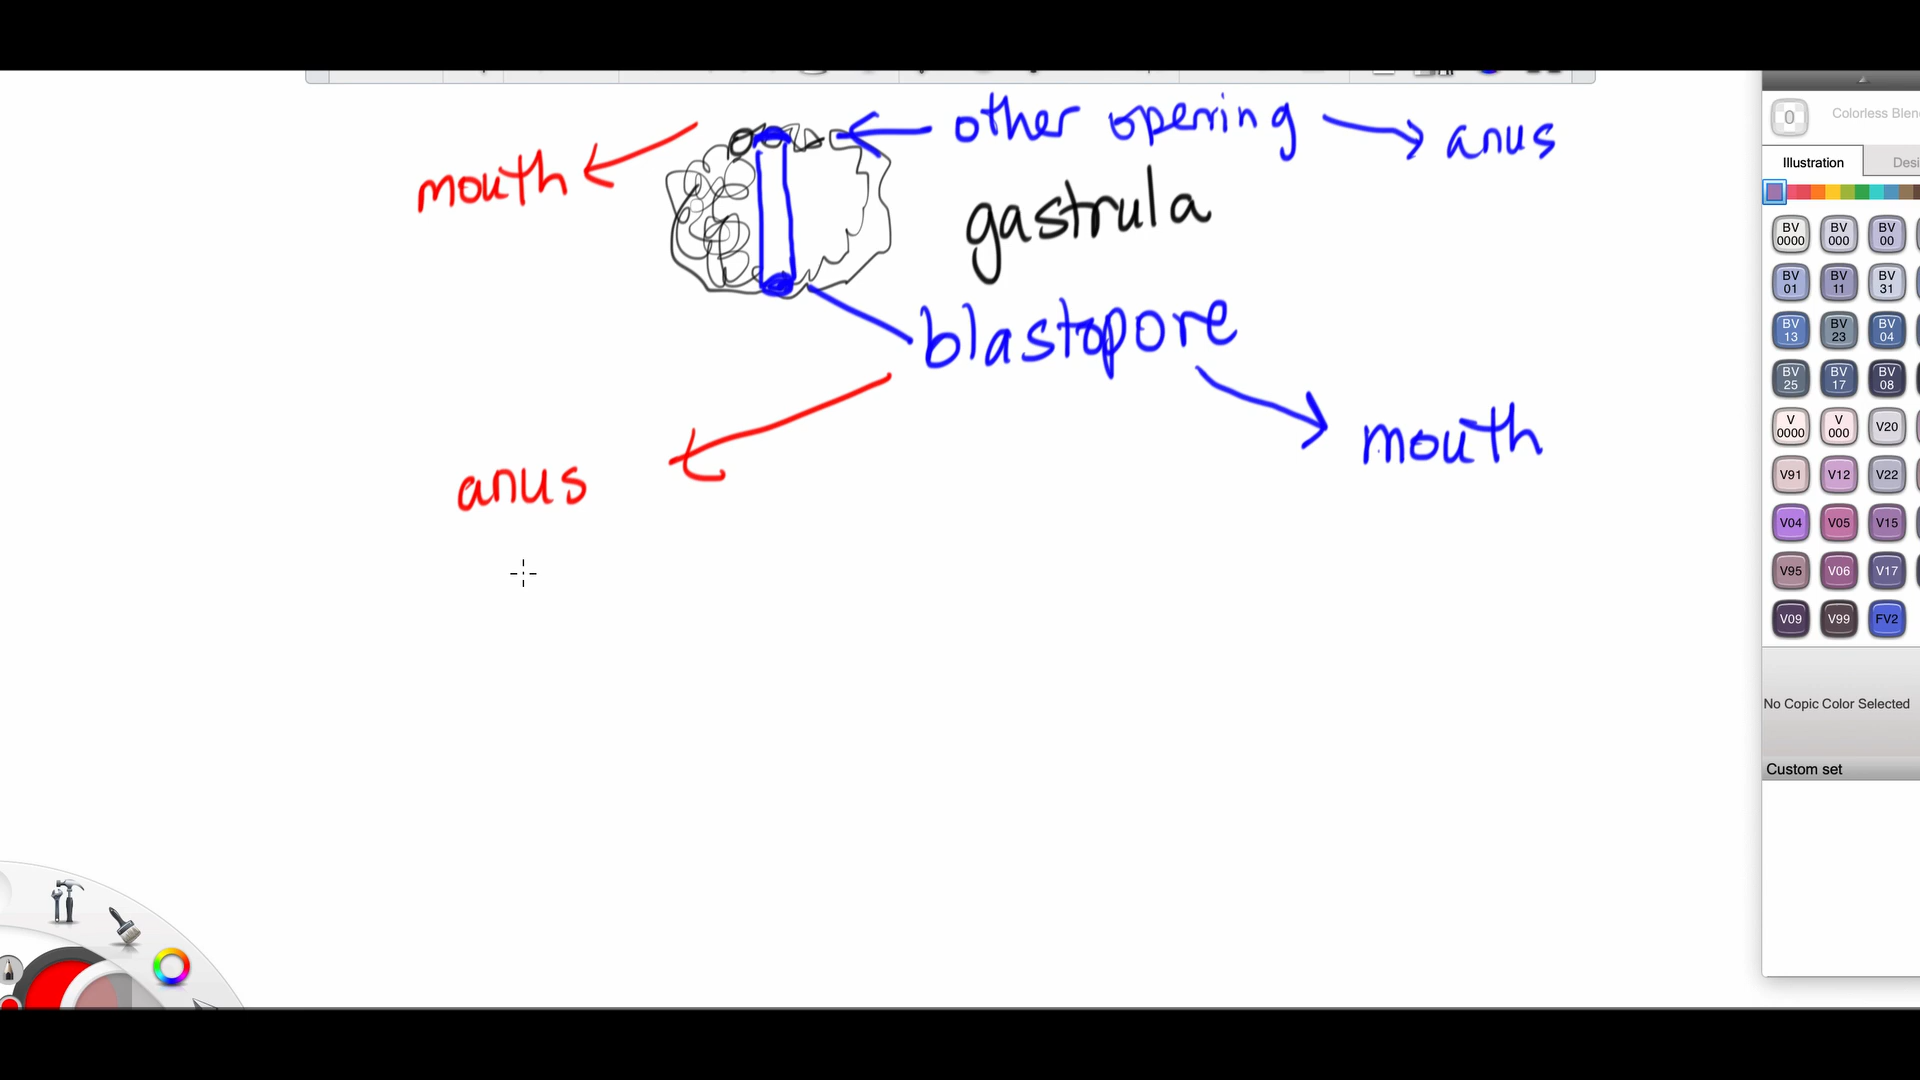 other opening
anus
mouth
gastrula
blastopore
mouth
anus
0 Colorless Blen
Illustration Desi
BV 0000 BV 000 BV 00
BV 01 BV 11 BV 31
BV 13 BV 23 BV 04
BV 25 BV 17 BV 08
V 0000 V 000 V20
V91 V12 V22
V04 V05 V15
V95 V06 V17
V09 V99 FV2
No Copic Color Selected
Custom set